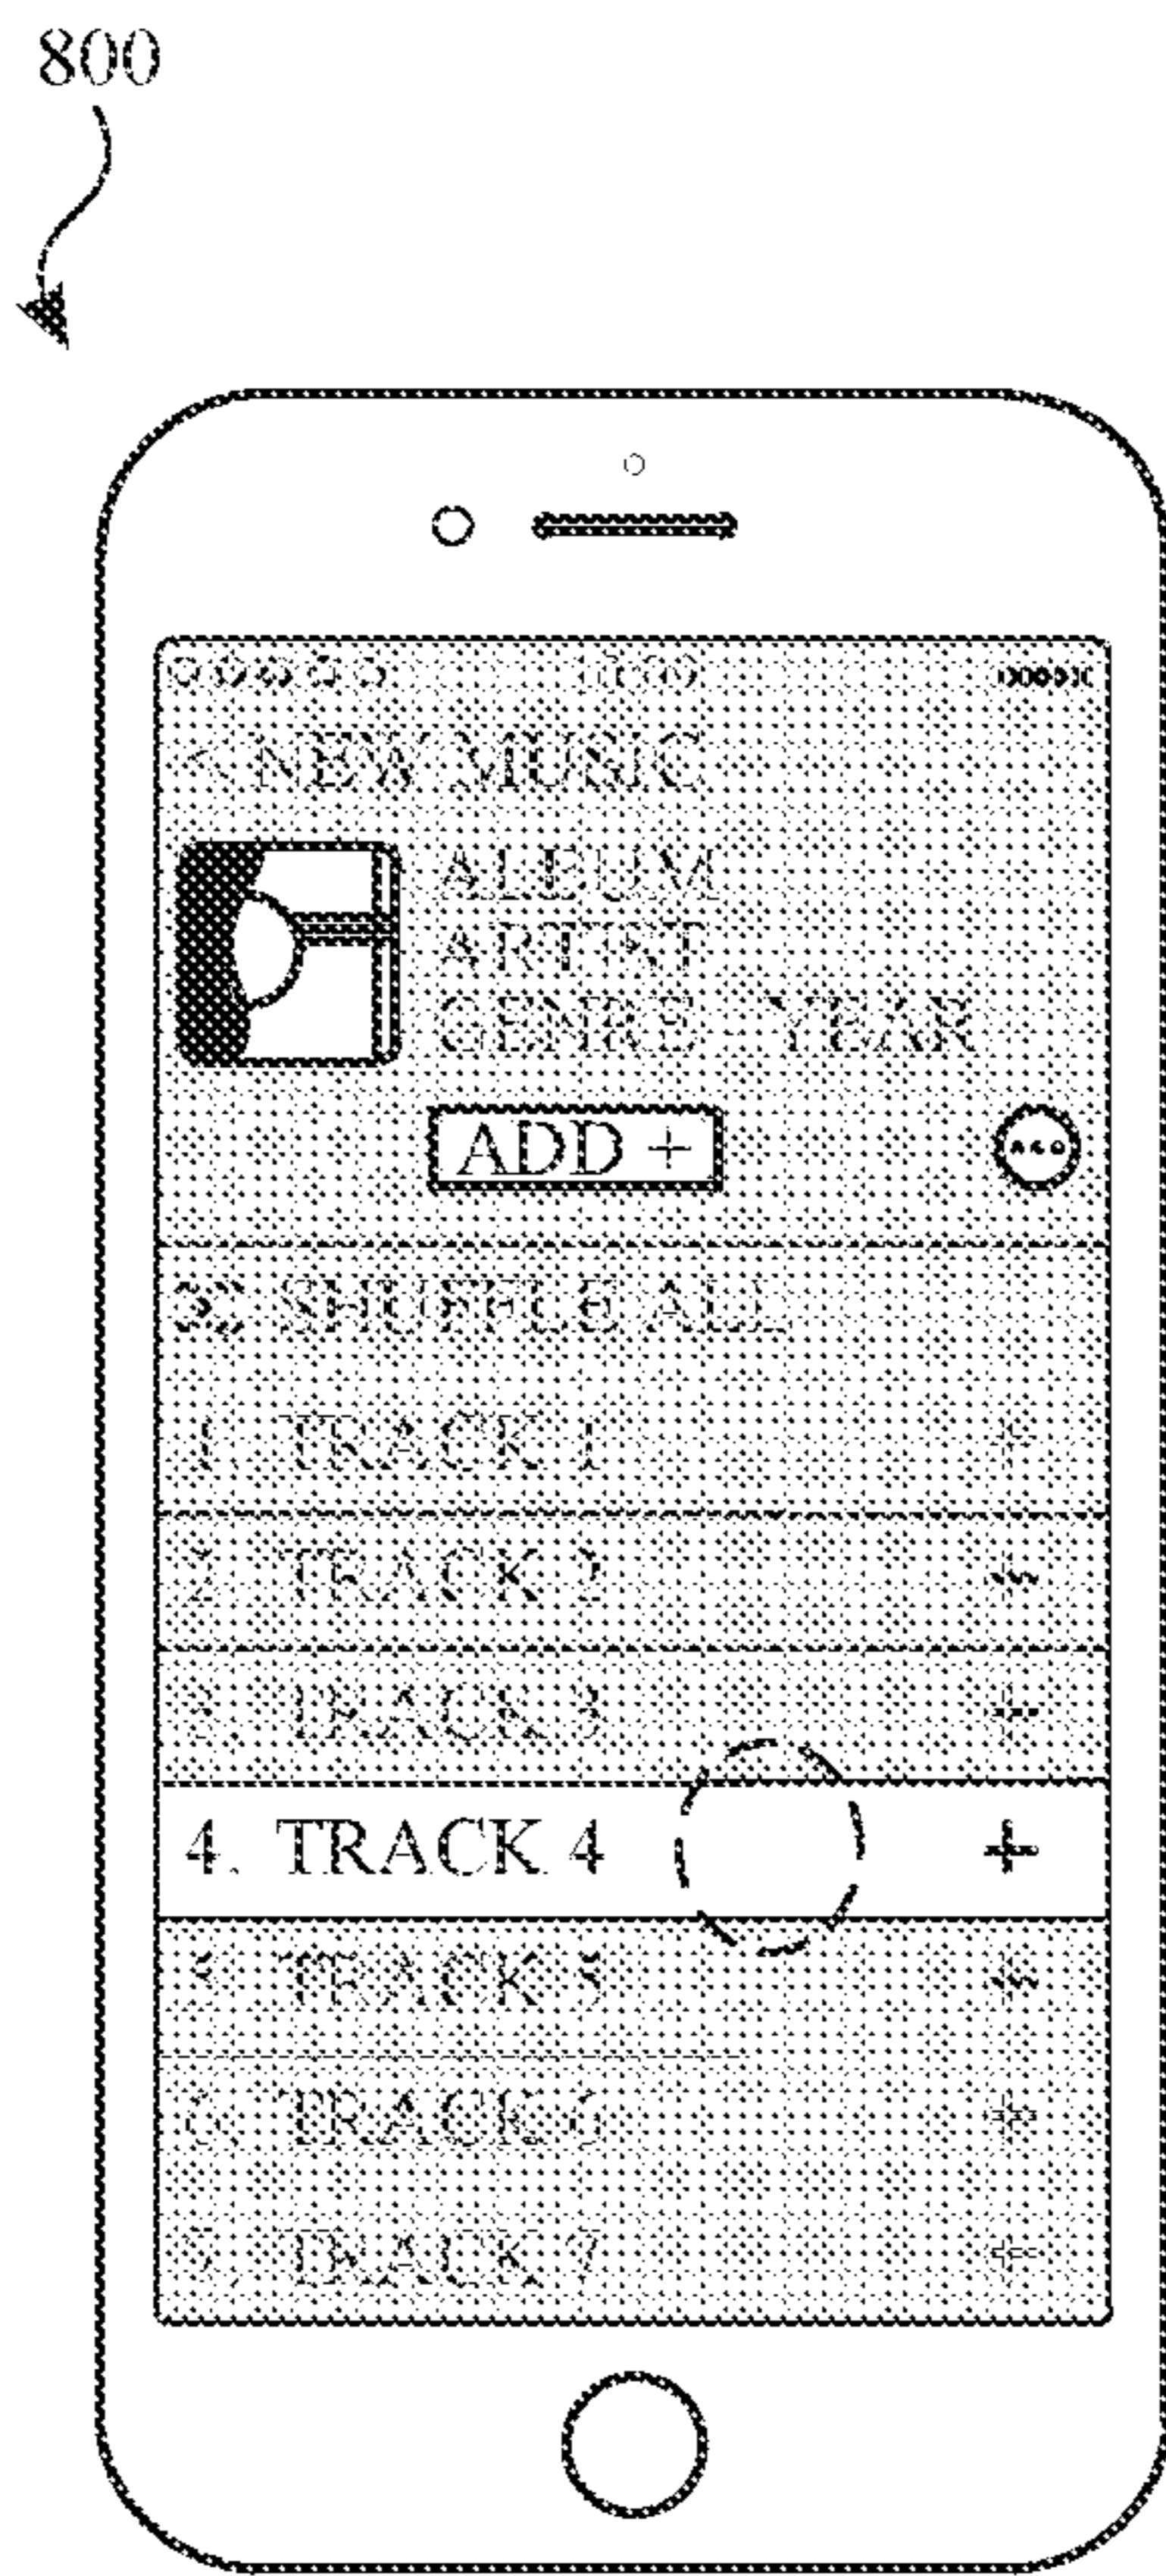 800
< NEW MUSIC
ALBUM
ARTIST
GENRE - YEAR
ADD +
SHUFFLE ALL
1. TRACK 1 +
2. TRACK 2 +
3. TRACK 3 +
4. TRACK 4 +
5. TRACK 5 +
6. TRACK 6 +
7. TRACK 7 +